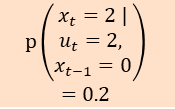 p(x_t = 2 |
u_t = 2,
x_{t−1} = 0)
= 0.2